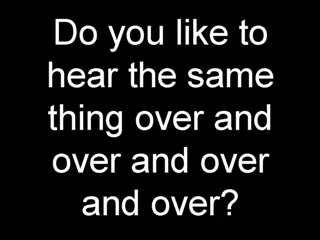 Do you like to
hear the same
thing over and
over and over
and over?